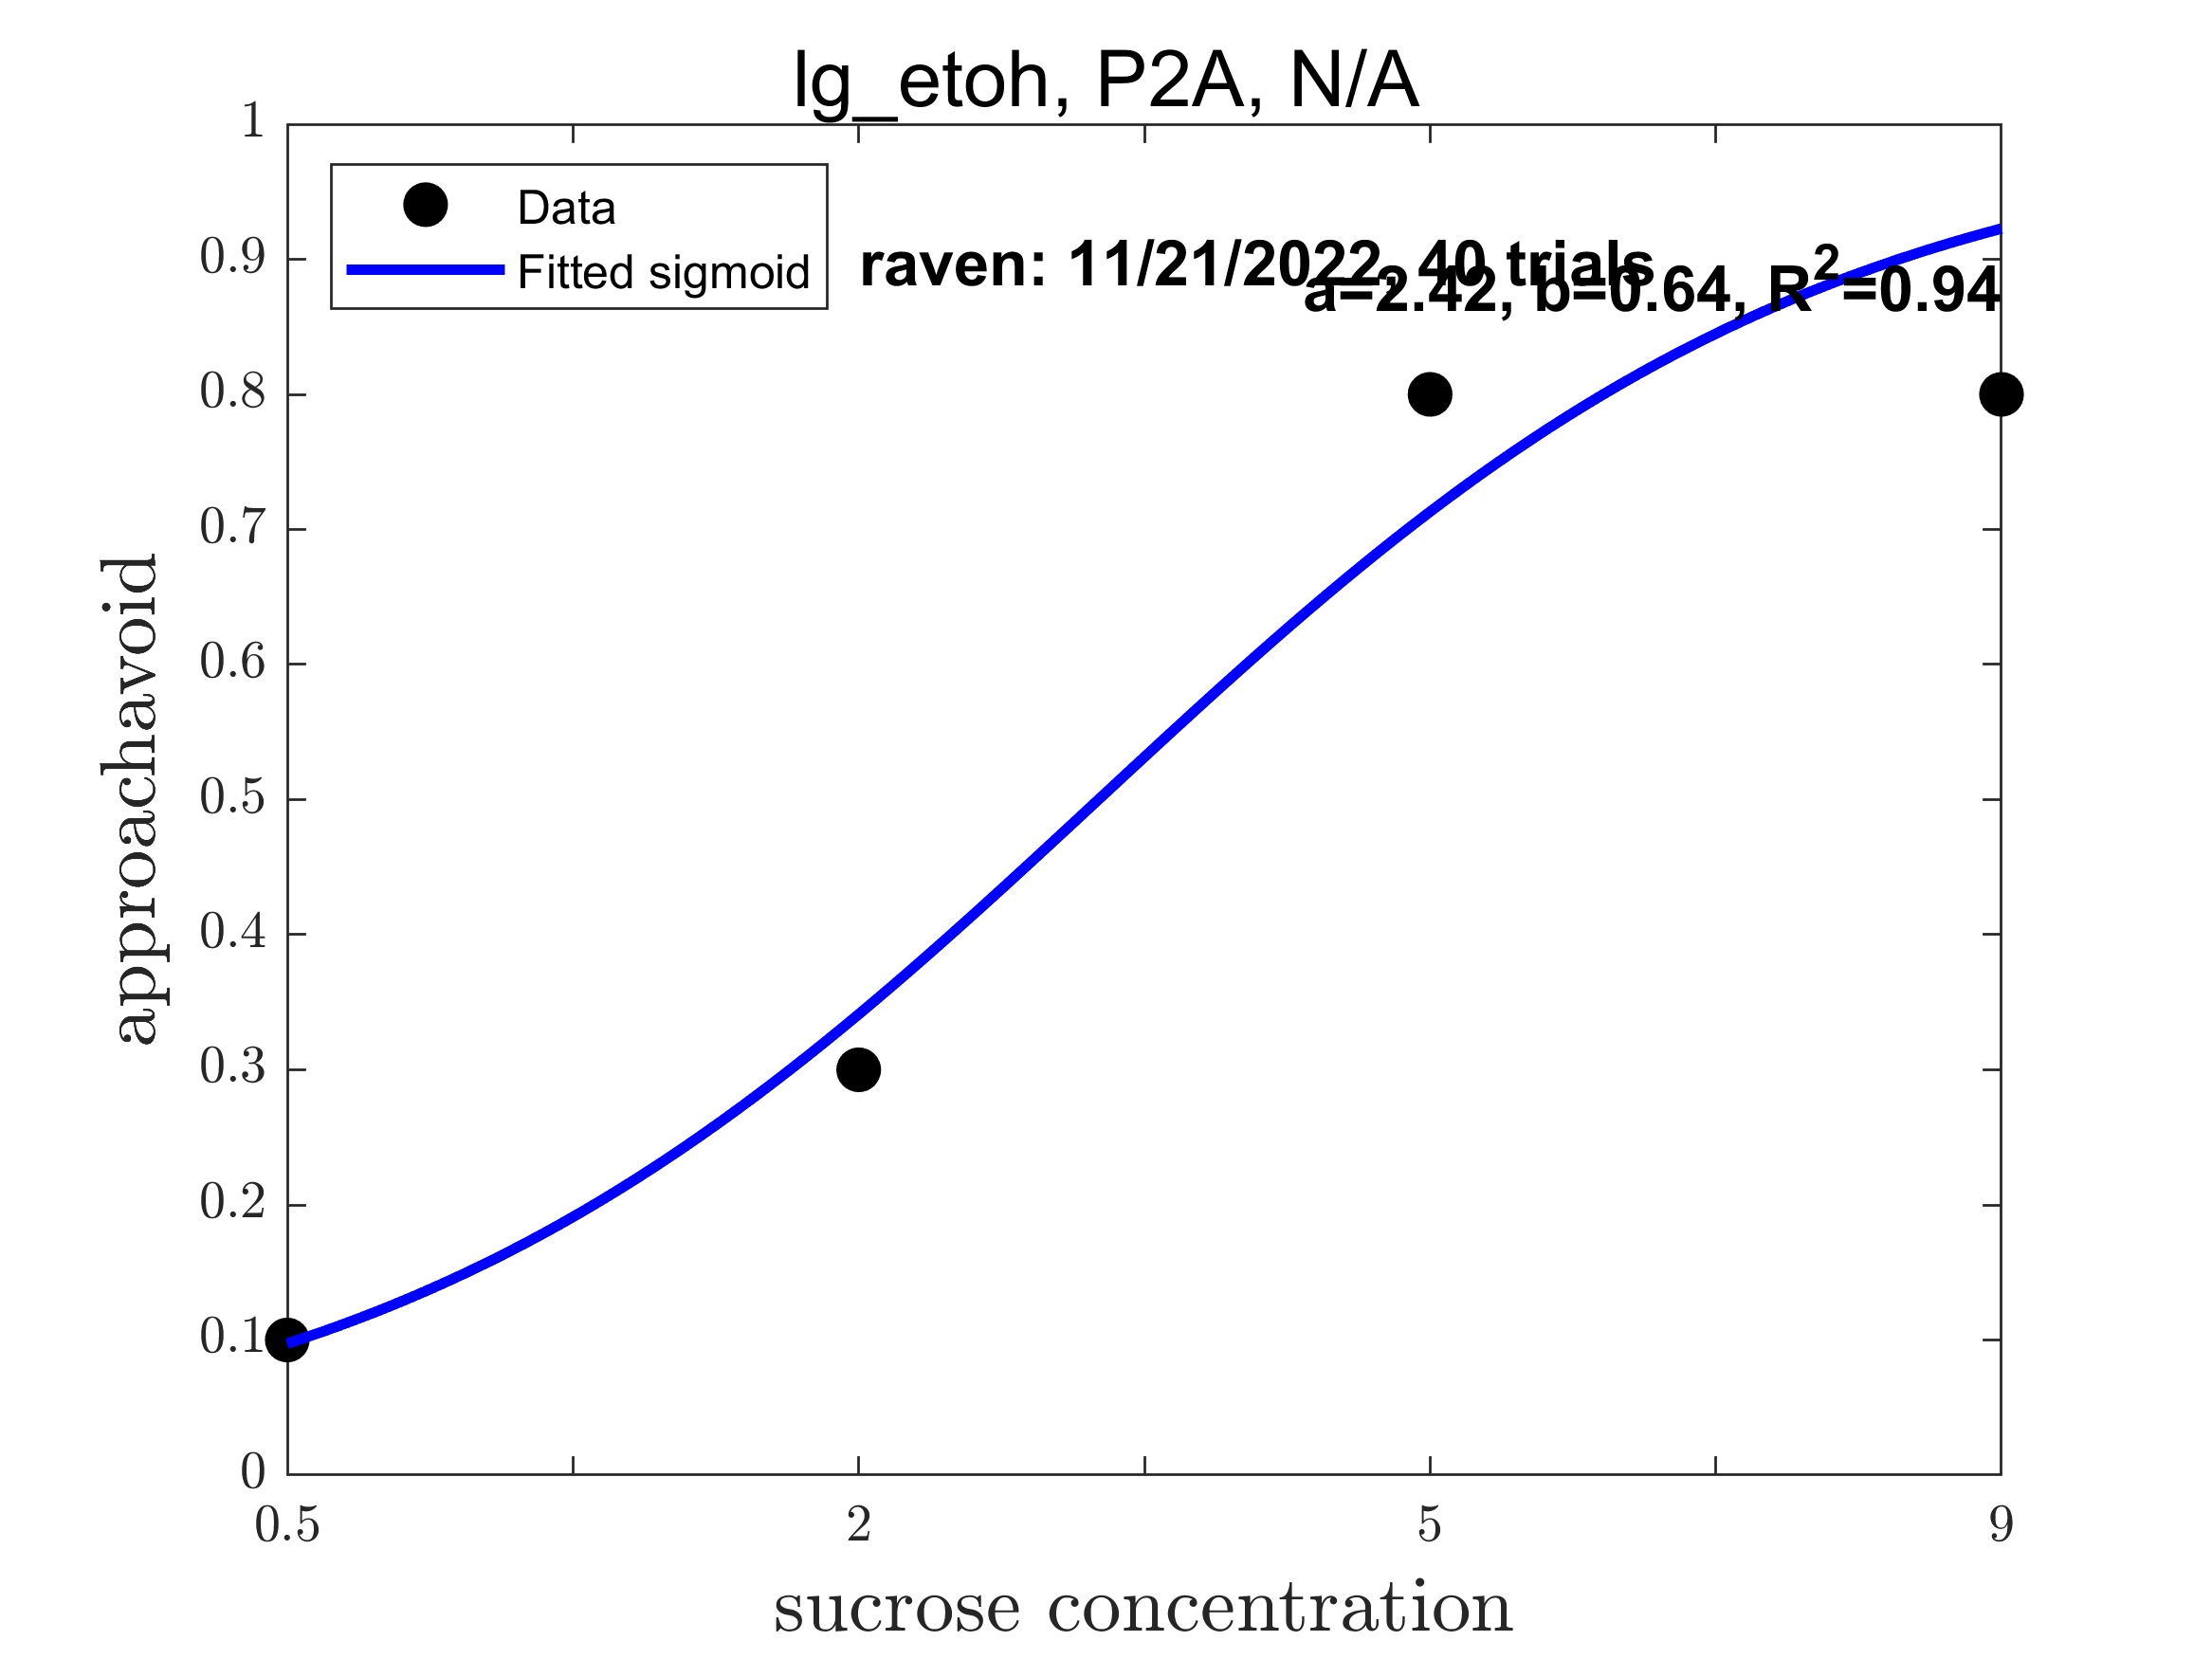 lg_etoh, P2A, N/A
1
0.9
0.8
0.7
0.6
0.5
0.4
0.3
0.2
0.1
0
Data
Fitted sigmoid
raven: 11/21/2022, 40 trials
a=2.42, b=0.64, R²=0.94
approachavoid
0.5 2 5 9
sucrose concentration